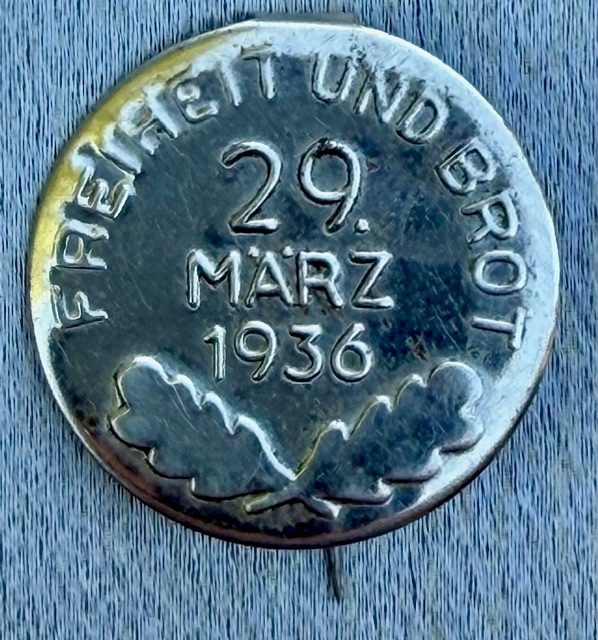 FREIHEIT UND BROT
29.
MÄRZ
1936